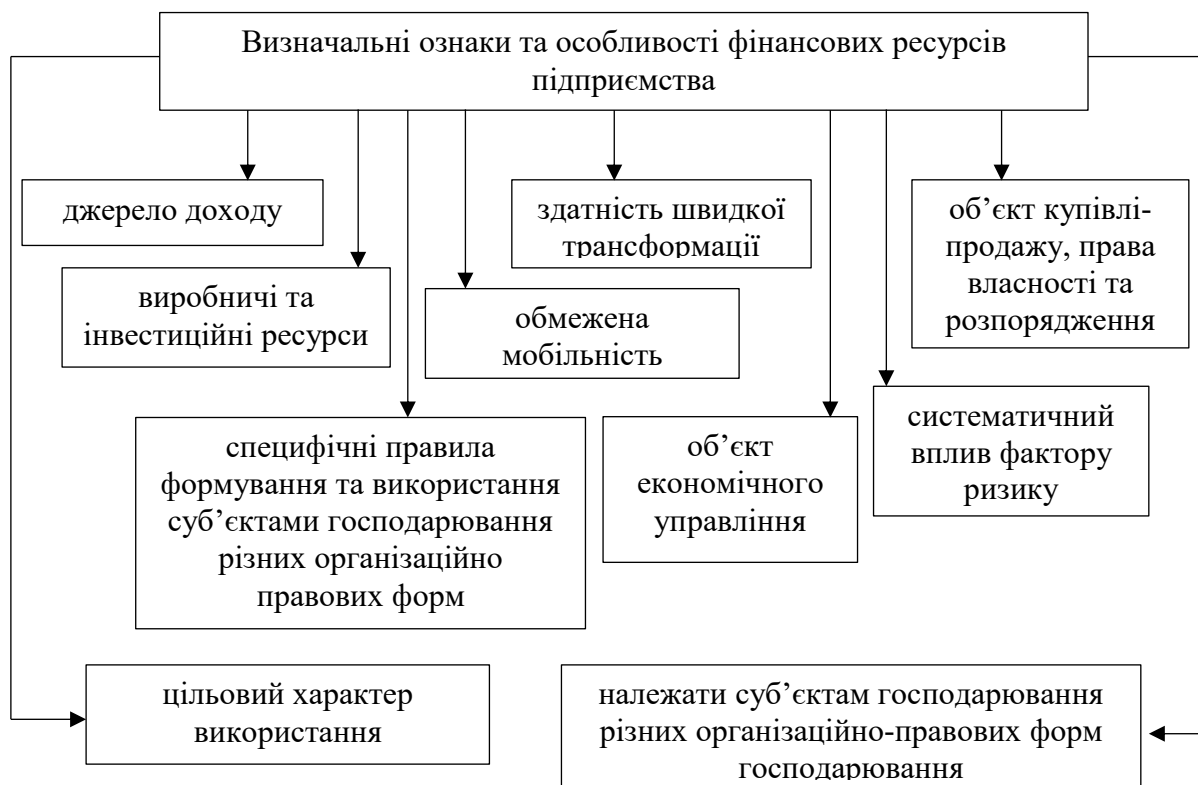 Визначальні ознаки та особливості фінансових ресурсів
підприємства
джерело доходу
здатність швидкої
трансформації
об’єкт купівлі-
продажу, права
власності та
розпорядження
виробничі та
інвестиційні ресурси
обмежена
мобільність
специфічні правила
формування та використання
суб’єктами господарювання
різних організаційно
правових форм
об’єкт
економічного
управління
систематичний
вплив фактору
ризику
цільовий характер
використання
належати суб’єктам господарювання
різних організаційно-правових форм
господарювання